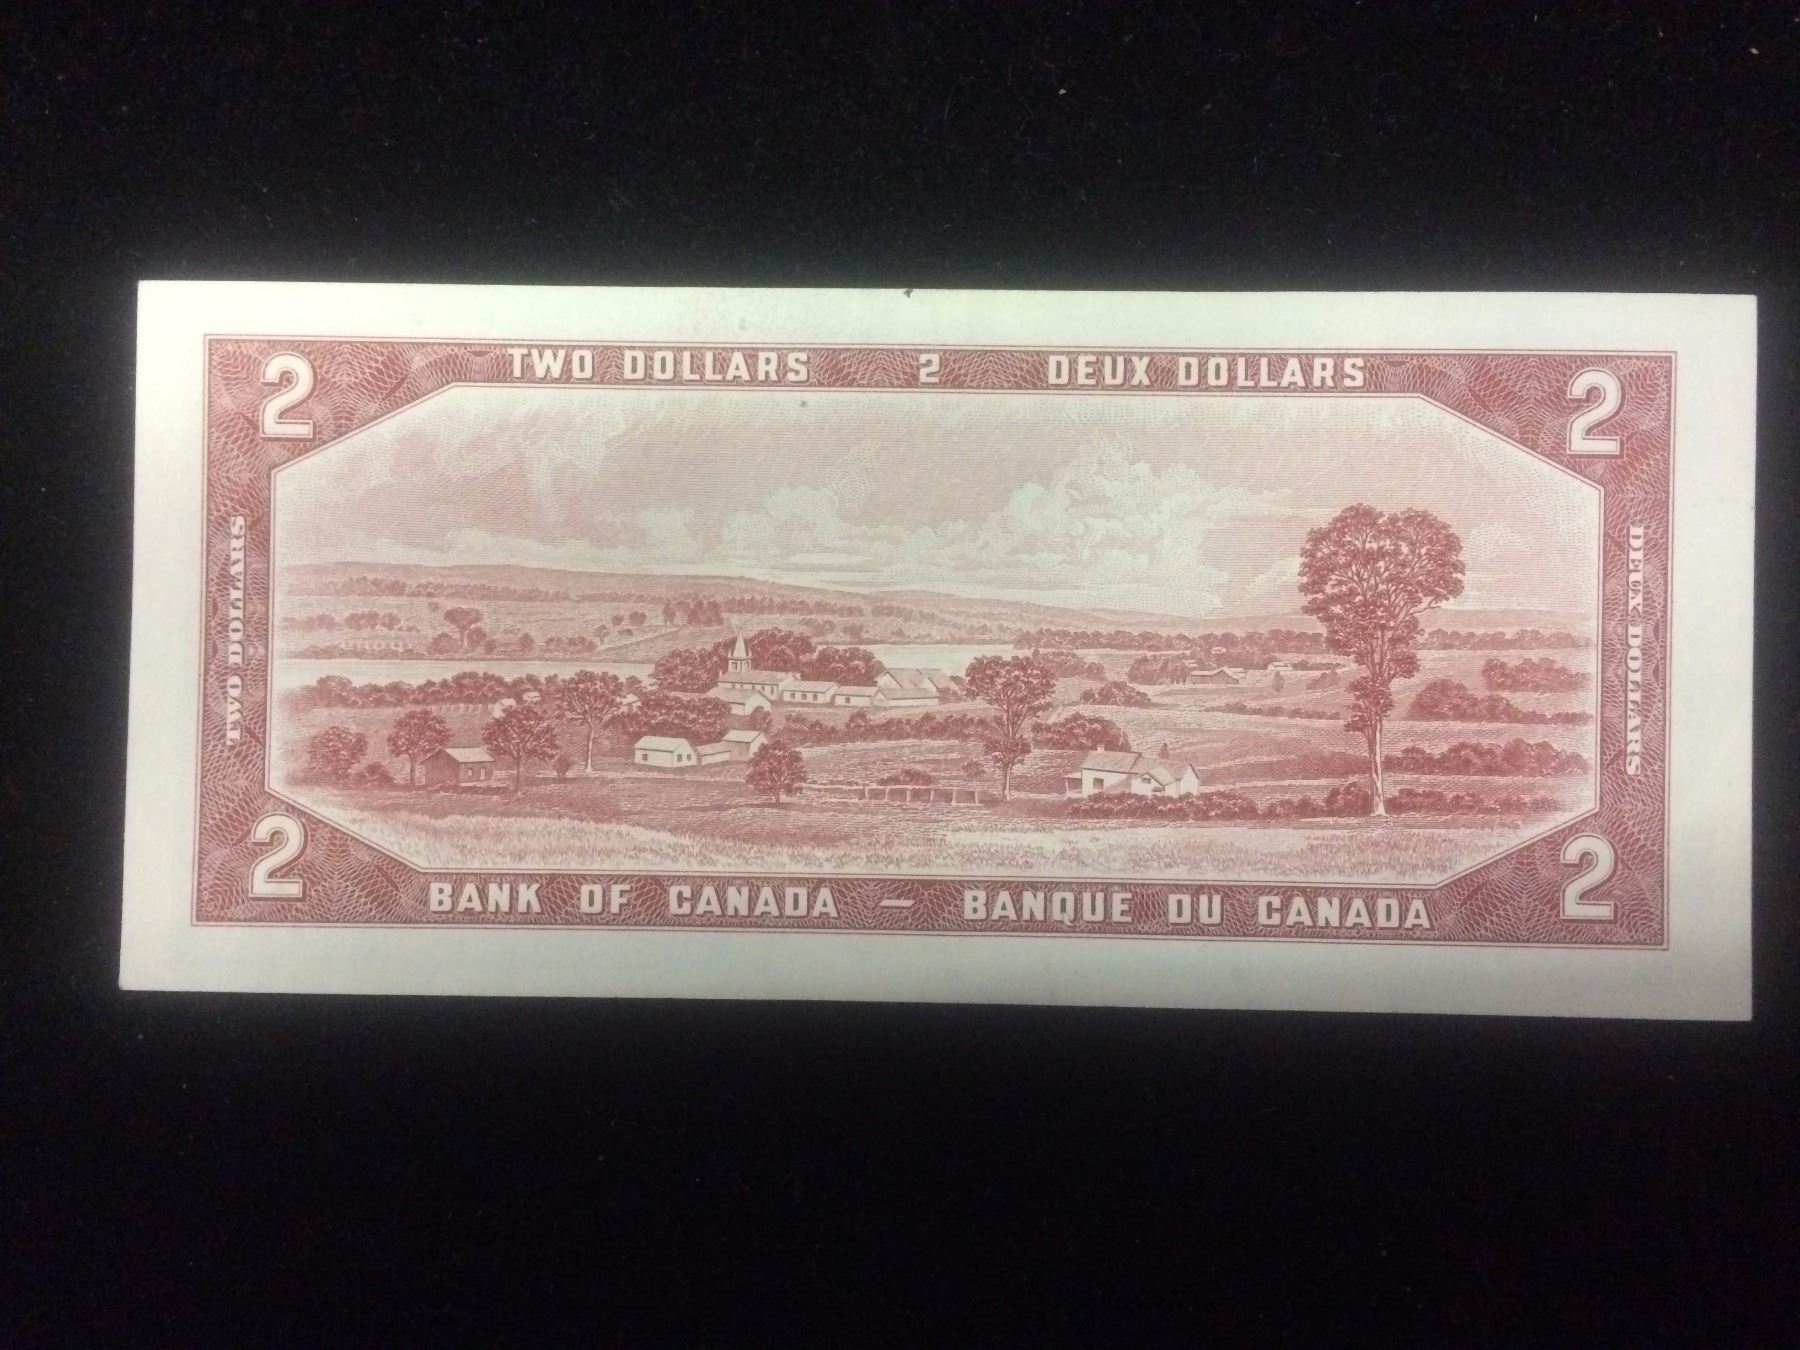 2 TWO DOLLARS 2 DEUX DOLLARS 2
TWO DOLLARS
DEUX DOLLARS
2 BANK OF CANADA – BANQUE DU CANADA 2